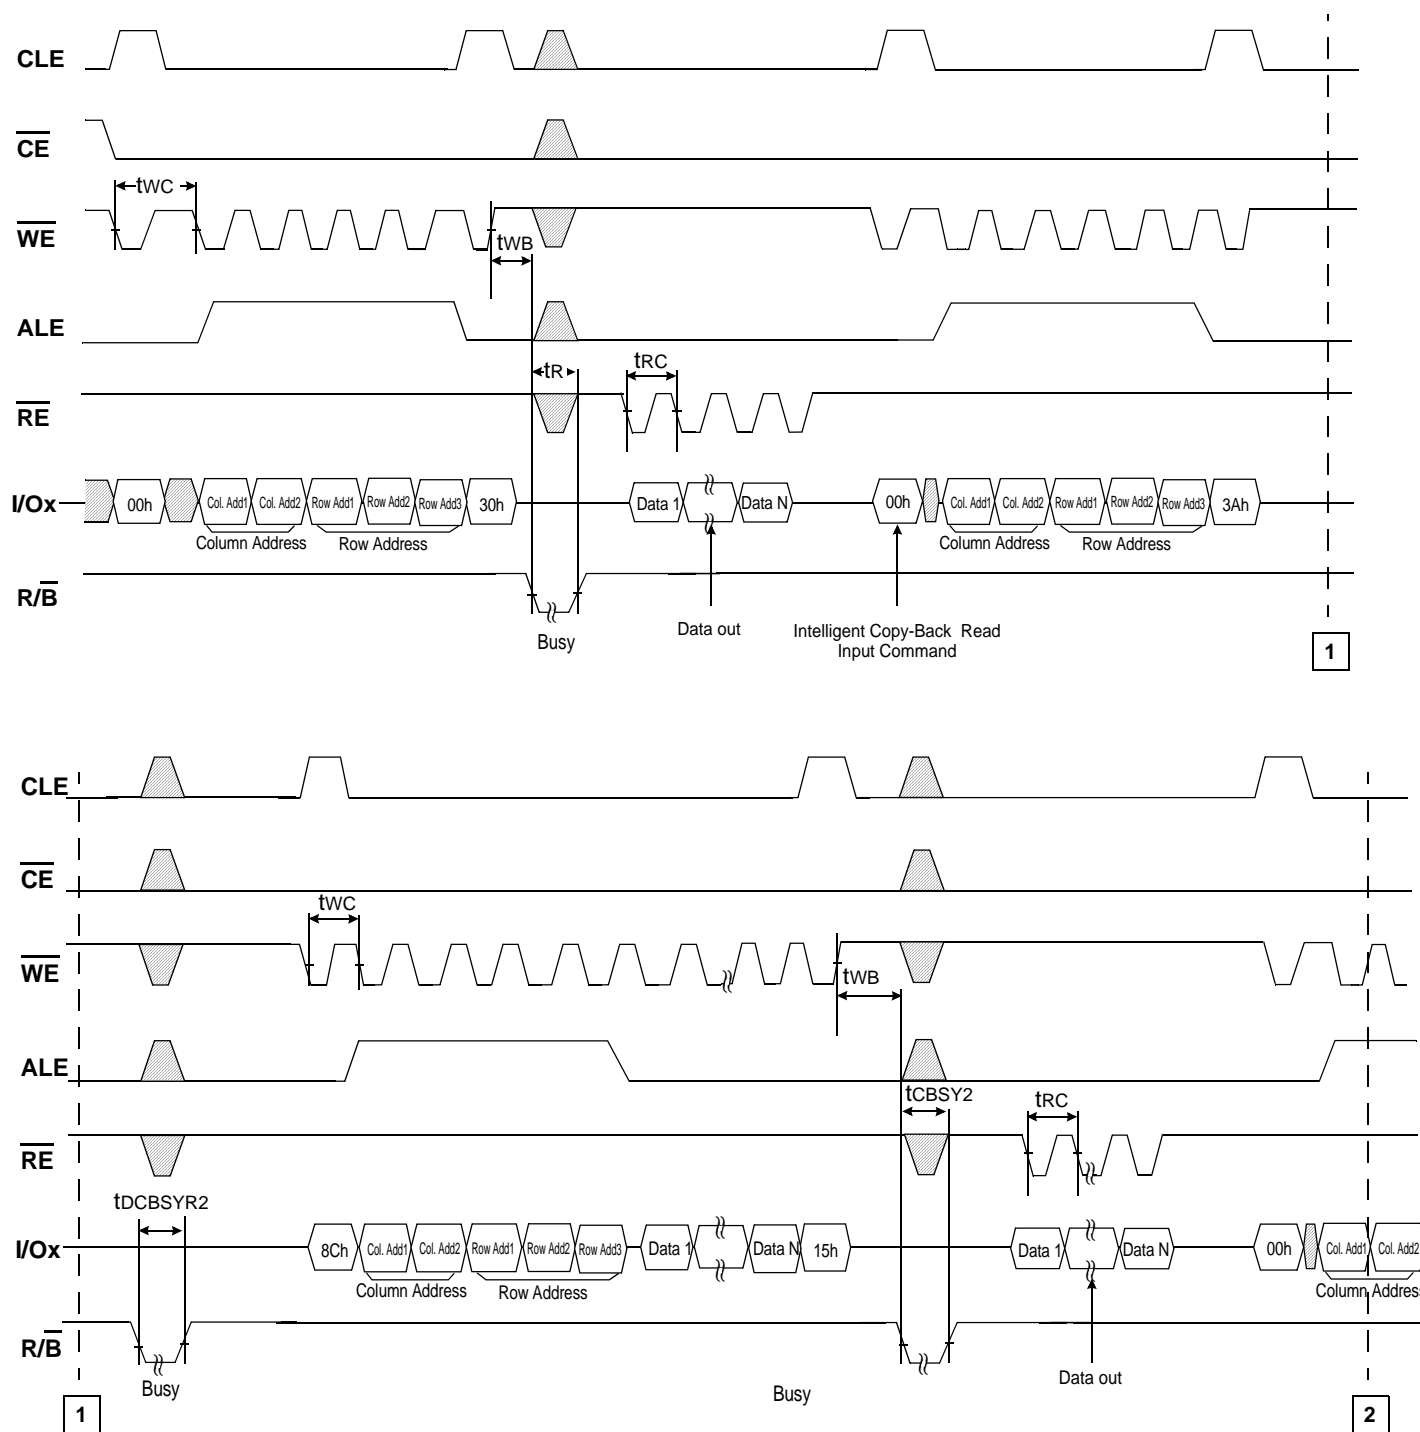 CLE
CE
tWC
WE
tWB
ALE
tR
tRC
RE
I/Ox
00h
Col. Add1
Col. Add2
Row Add1
Row Add2
Row Add3
30h
Data 1
Data N
00h
Col. Add1
Col. Add2
Row Add1
Row Add2
Row Add3
3Ah
Column Address
Row Address
Column Address
Row Address
R/B
Busy
Data out
Intelligent Copy-Back Read
Input Command
1
CLE
CE
tWC
WE
tWB
ALE
tCBSY2
tRC
RE
tDCBSYR2
I/Ox
8Ch
Col. Add1
Col. Add2
Row Add1
Row Add2
Row Add3
Data 1
Data N
15h
Data 1
Data N
00h
Col. Add1
Col. Add2
Column Address
Row Address
Column Address
R/B
Busy
Busy
Data out
1
2